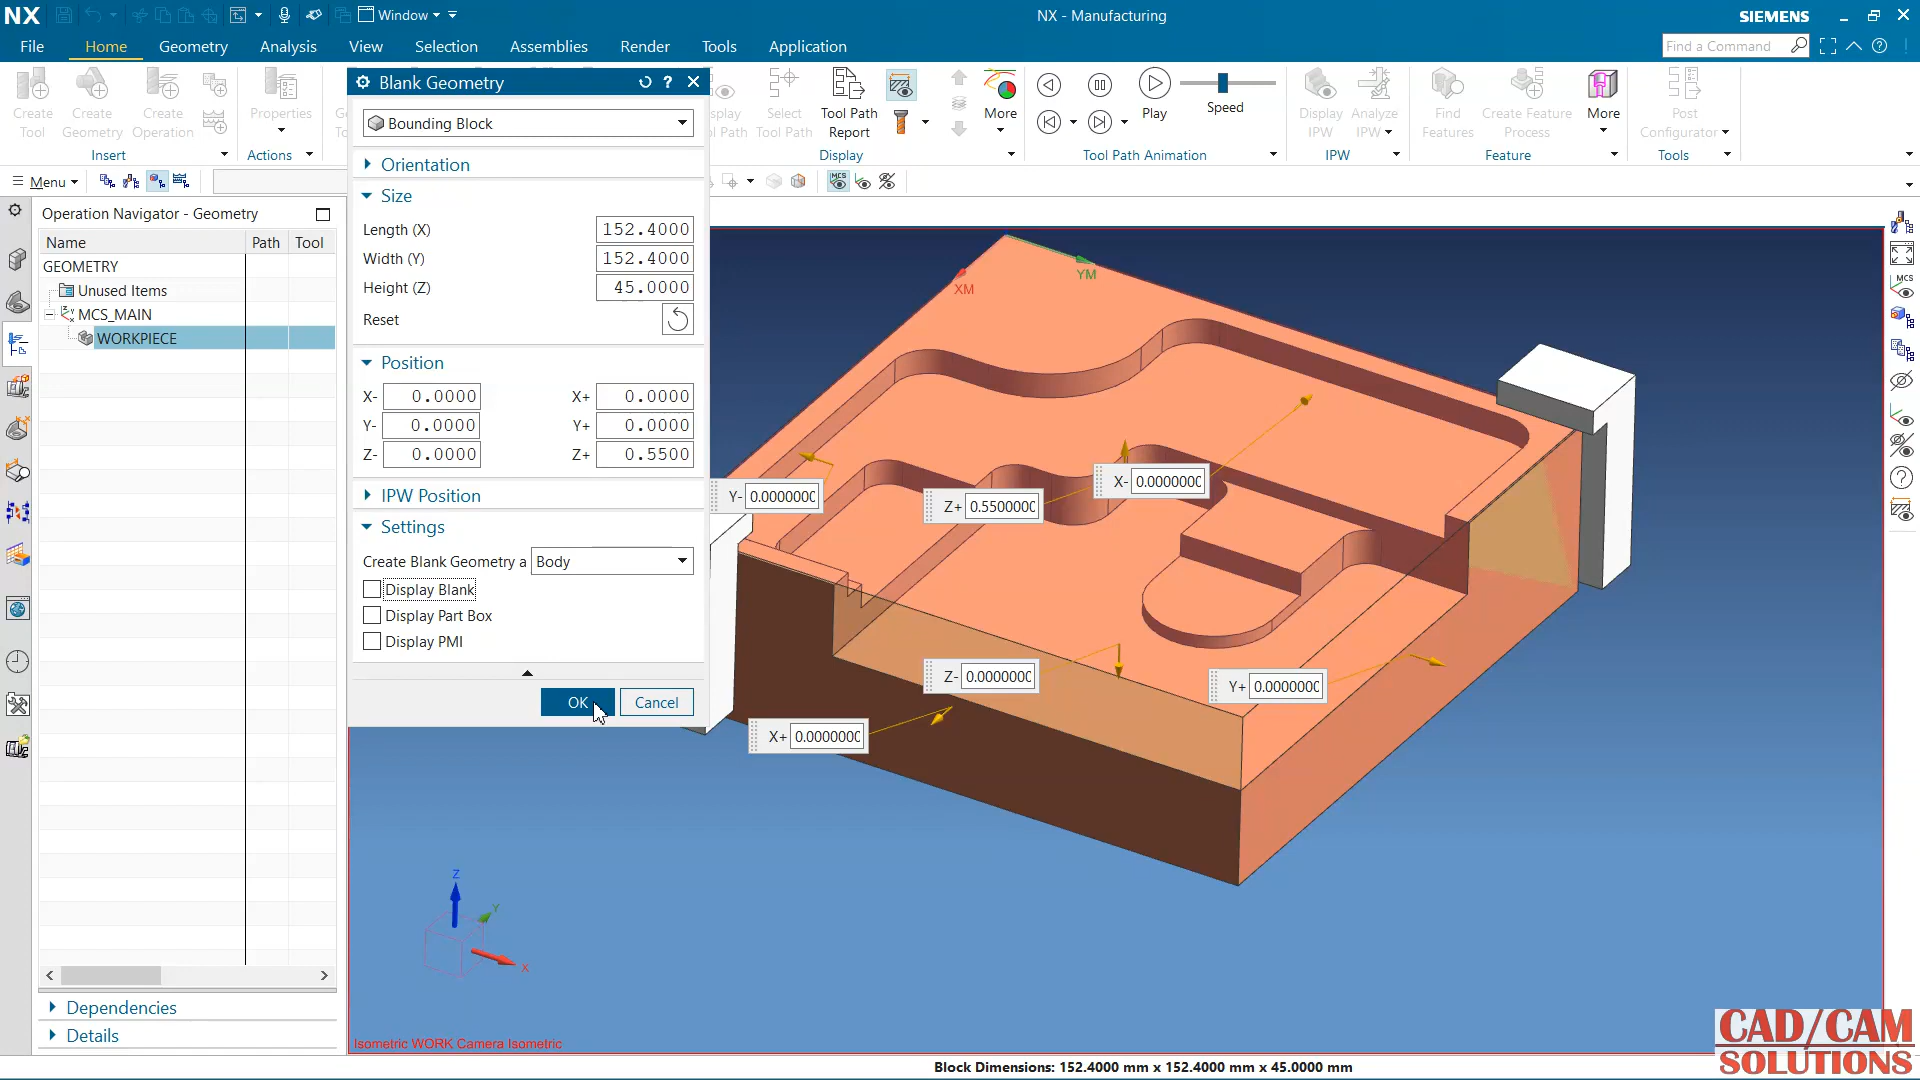 NX
Window
NX - Manufacturing
SIEMENS
File
Home
Geometry
Analysis
View
Selection
Assemblies
Render
Tools
Application
Find a Command
Create Tool
Create Geometry
Create Operation
Insert
Properties
Actions
Select Tool Path
Tool Path Report
More
Display
Play
Speed
Tool Path Animation
Display IPW
Analyze IPW
IPW
Find Features
Create Feature Process
More
Feature
Post Configurator
Tools
Menu
Operation Navigator - Geometry
Name
Path
Tool
GEOMETRY
Unused Items
MCS_MAIN
WORKPIECE
Dependencies
Details
Blank Geometry
Bounding Block
Orientation
Size
Length (X) 152.4000
Width (Y) 152.4000
Height (Z) 45.0000
Reset
Position
X- 0.0000 X+ 0.0000
Y- 0.0000 Y+ 0.0000
Z- 0.0000 Z+ 0.5500
IPW Position
Settings
Create Blank Geometry a Body
Display Blank
Display Part Box
Display PMI
OK
Cancel
MCS
MCS
XM
YM
Y- 0.0000000
Z+ 0.5500000
X- 0.0000000
Z- 0.0000000
Y+ 0.0000000
X+ 0.0000000
Z
Y
X
Isometric WORK Camera Isometric
Block Dimensions: 152.4000 mm x 152.4000 mm x 45.0000 mm
CAD/CAM
SOLUTIONS